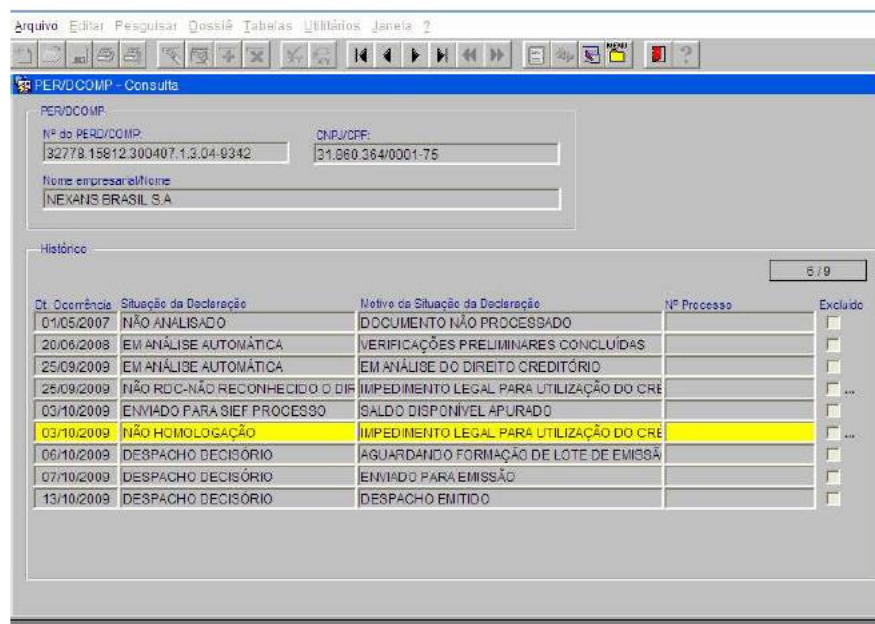 Arquivo Editar Pesquisar Dossiê Tabelas Utilitários Janela ?
MENU
PER/DCOMP - Consulta
PER/DCOMP
Nº do PERD/COMP: CNPJ/CPF:
32778.15812.300407.1.3.04-9342 31.860.364/0001-75
Nome empresarial/Nome
NEXANS BRASIL S.A
Histórico
6 / 9
Dt. Ocorrência Situação da Declaração Motivo da Situação da Declaração Nº Processo Excluído
01/05/2007 NÃO ANALISADO DOCUMENTO NÃO PROCESSADO
20/06/2008 EM ANÁLISE AUTOMÁTICA VERIFICAÇÕES PRELIMINARES CONCLUÍDAS
25/09/2009 EM ANÁLISE AUTOMÁTICA EM ANÁLISE DO DIREITO CREDITÓRIO
25/09/2009 NÃO RDC-NÃO RECONHECIDO O DIR IMPEDIMENTO LEGAL PARA UTILIZAÇÃO DO CRE ...
03/10/2009 ENVIADO PARA SIEF PROCESSO SALDO DISPONÍVEL APURADO
03/10/2009 NÃO HOMOLOGAÇÃO IMPEDIMENTO LEGAL PARA UTILIZAÇÃO DO CRE ...
06/10/2009 DESPACHO DECISÓRIO AGUARDANDO FORMAÇÃO DE LOTE DE EMISSÃ
07/10/2009 DESPACHO DECISÓRIO ENVIADO PARA EMISSÃO
13/10/2009 DESPACHO DECISÓRIO DESPACHO EMITIDO